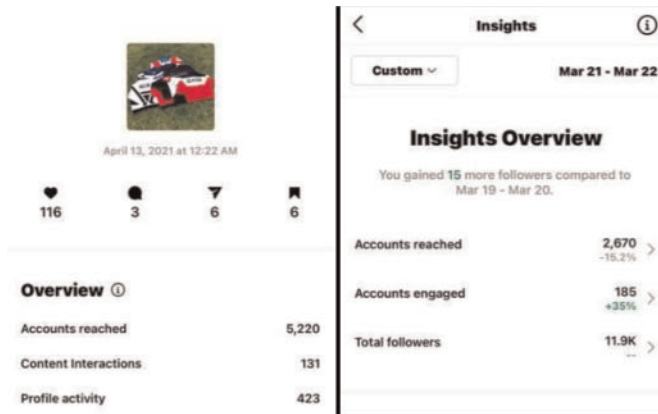 April 13, 2021 at 12:22 AM
116 3 6 6
Overview
Accounts reached 5,220
Content Interactions 131
Profile activity 423
Insights
Custom Mar 21 - Mar 22
Insights Overview
You gained 15 more followers compared to
Mar 19 - Mar 20.
Accounts reached 2,670
-15.2%
Accounts engaged 185
+35%
Total followers 11.9K
--